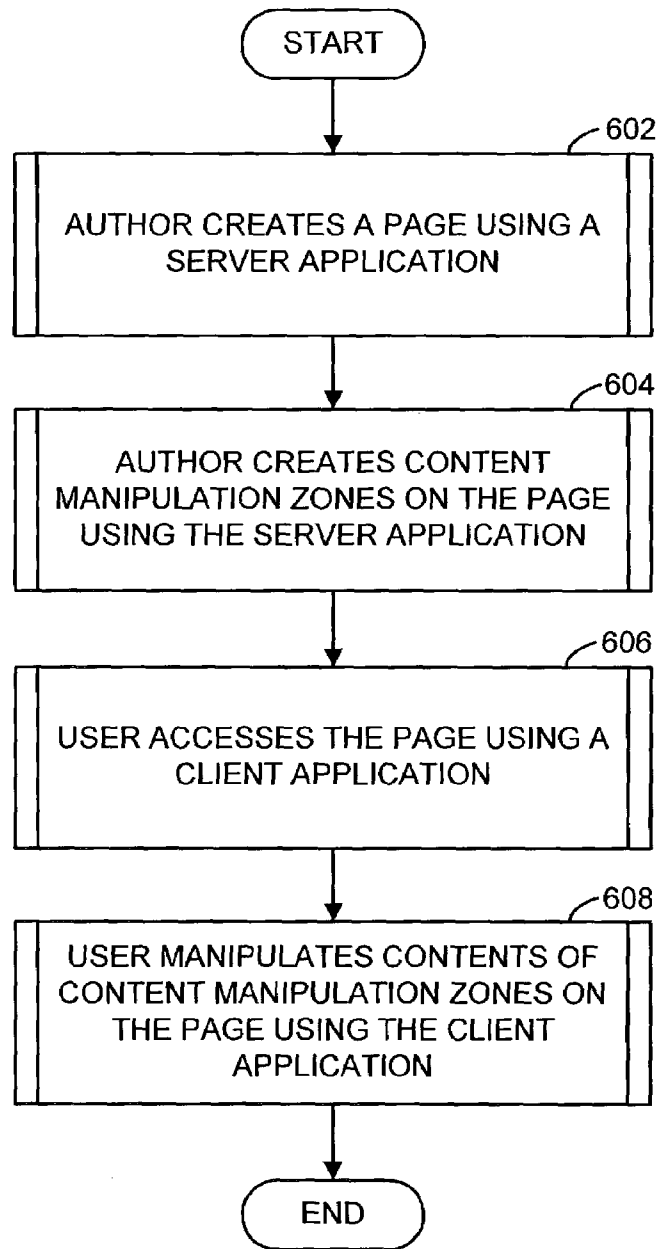 START
602
AUTHOR CREATES A PAGE USING A
SERVER APPLICATION
604
AUTHOR CREATES CONTENT
MANIPULATION ZONES ON THE PAGE
USING THE SERVER APPLICATION
606
USER ACCESSES THE PAGE USING A
CLIENT APPLICATION
608
USER MANIPULATES CONTENTS OF
CONTENT MANIPULATION ZONES ON
THE PAGE USING THE CLIENT
APPLICATION
END